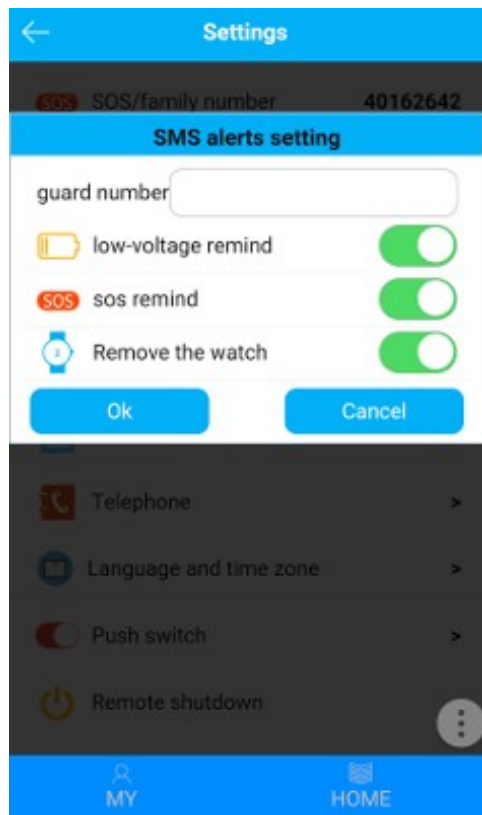 Settings
SOS SOS/family number 40162642
SMS alerts setting
guard number
low-voltage remind
SOS sos remind
Remove the watch
Ok Cancel
Telephone >
Language and time zone >
Push switch >
Remote shutdown
MY HOME